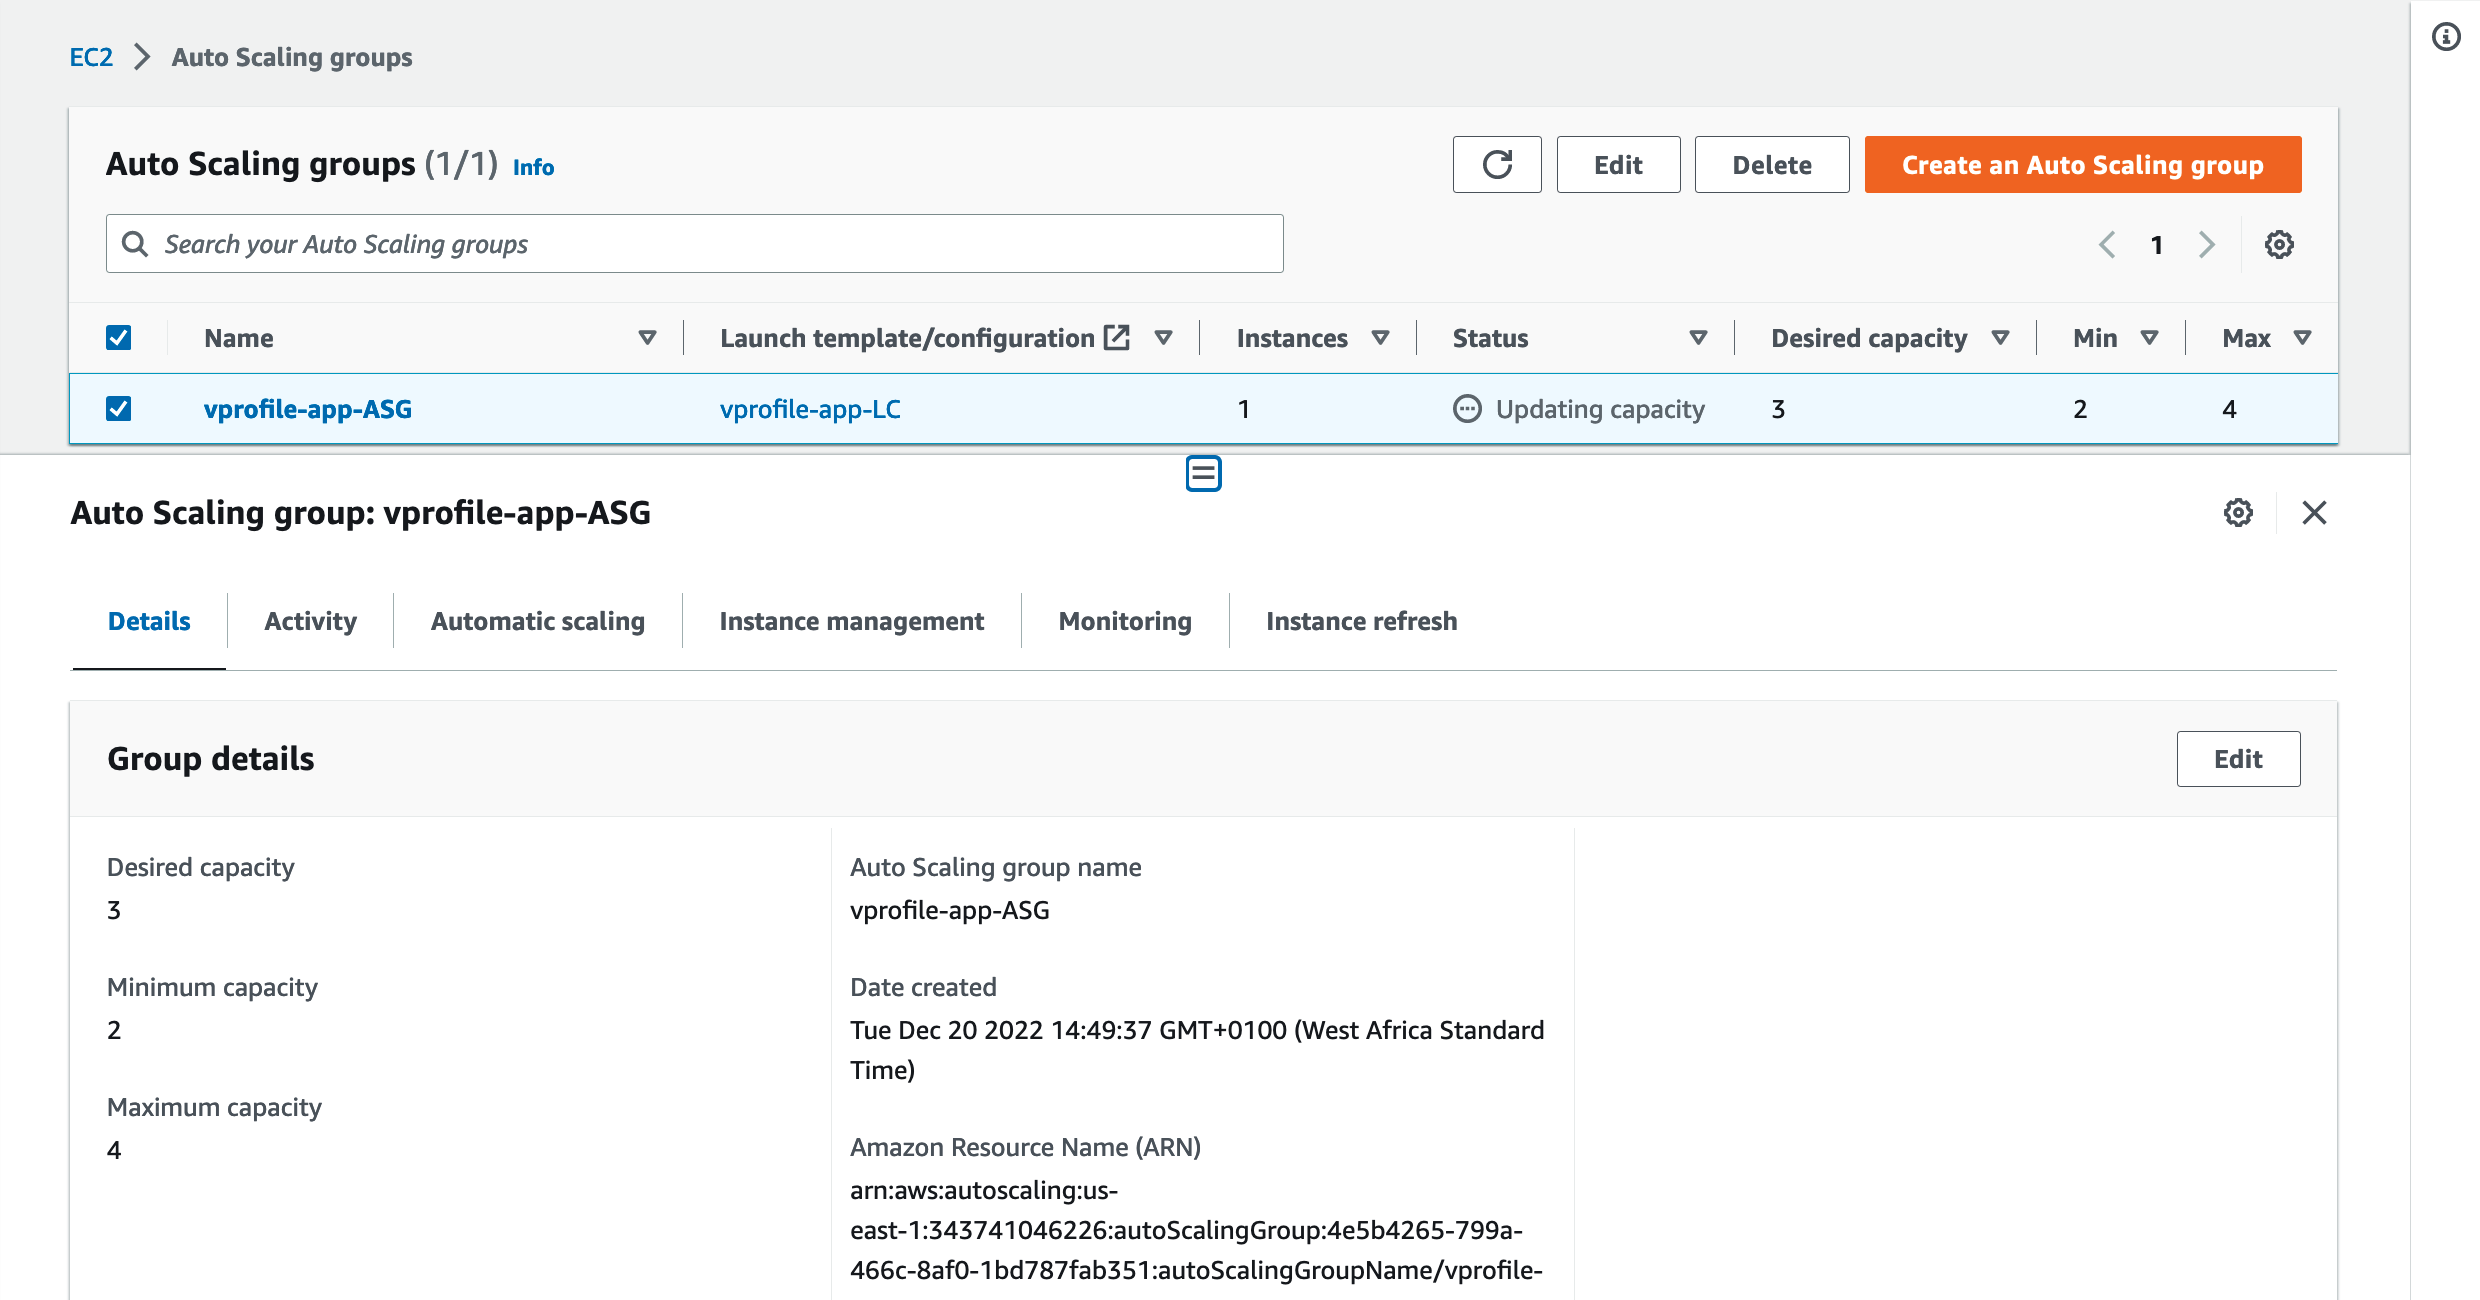 EC2 Auto Scaling groups
Auto Scaling groups (1/1) Info
Edit Delete Create an Auto Scaling group
Search your Auto Scaling groups
1
Name Launch template/configuration Instances Status Desired capacity Min Max
vprofile-app-ASG vprofile-app-LC 1 Updating capacity 3 2 4
Auto Scaling group: vprofile-app-ASG
Details Activity Automatic scaling Instance management Monitoring Instance refresh
Group details Edit
Desired capacity
3
Minimum capacity
2
Maximum capacity
4
Auto Scaling group name
vprofile-app-ASG
Date created
Tue Dec 20 2022 14:49:37 GMT+0100 (West Africa Standard
Time)
Amazon Resource Name (ARN)
arn:aws:autoscaling:us-
east-1:343741046226:autoScalingGroup:4e5b4265-799a-
466c-8af0-1bd787fab351:autoScalingGroupName/vprofile-